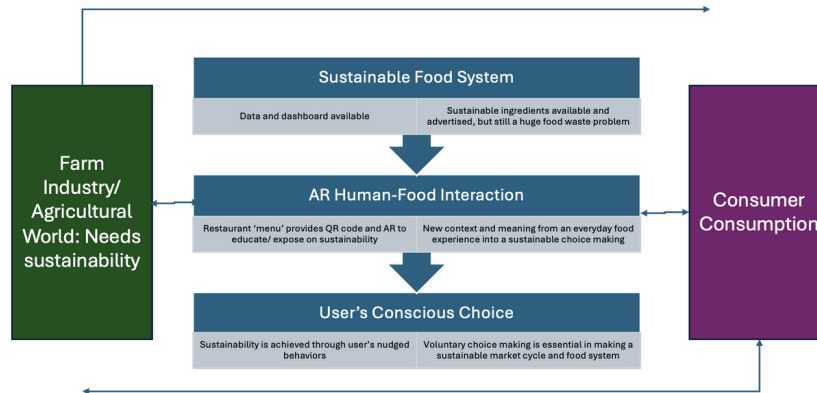 Sustainable Food System
Data and dashboard available
Sustainable ingredients available and
advertised, but still a huge food waste problem
Farm
Industry/
Agricultural
World: Needs
sustainability
AR Human-Food Interaction
Restaurant 'menu' provides QR code and AR to
educate/ expose on sustainability
New context and meaning from an everyday food
experience into a sustainable choice making
Consumer
Consumption
User's Conscious Choice
Sustainability is achieved through user's nudged
behaviors
Voluntary choice making is essential in making a
sustainable market cycle and food system